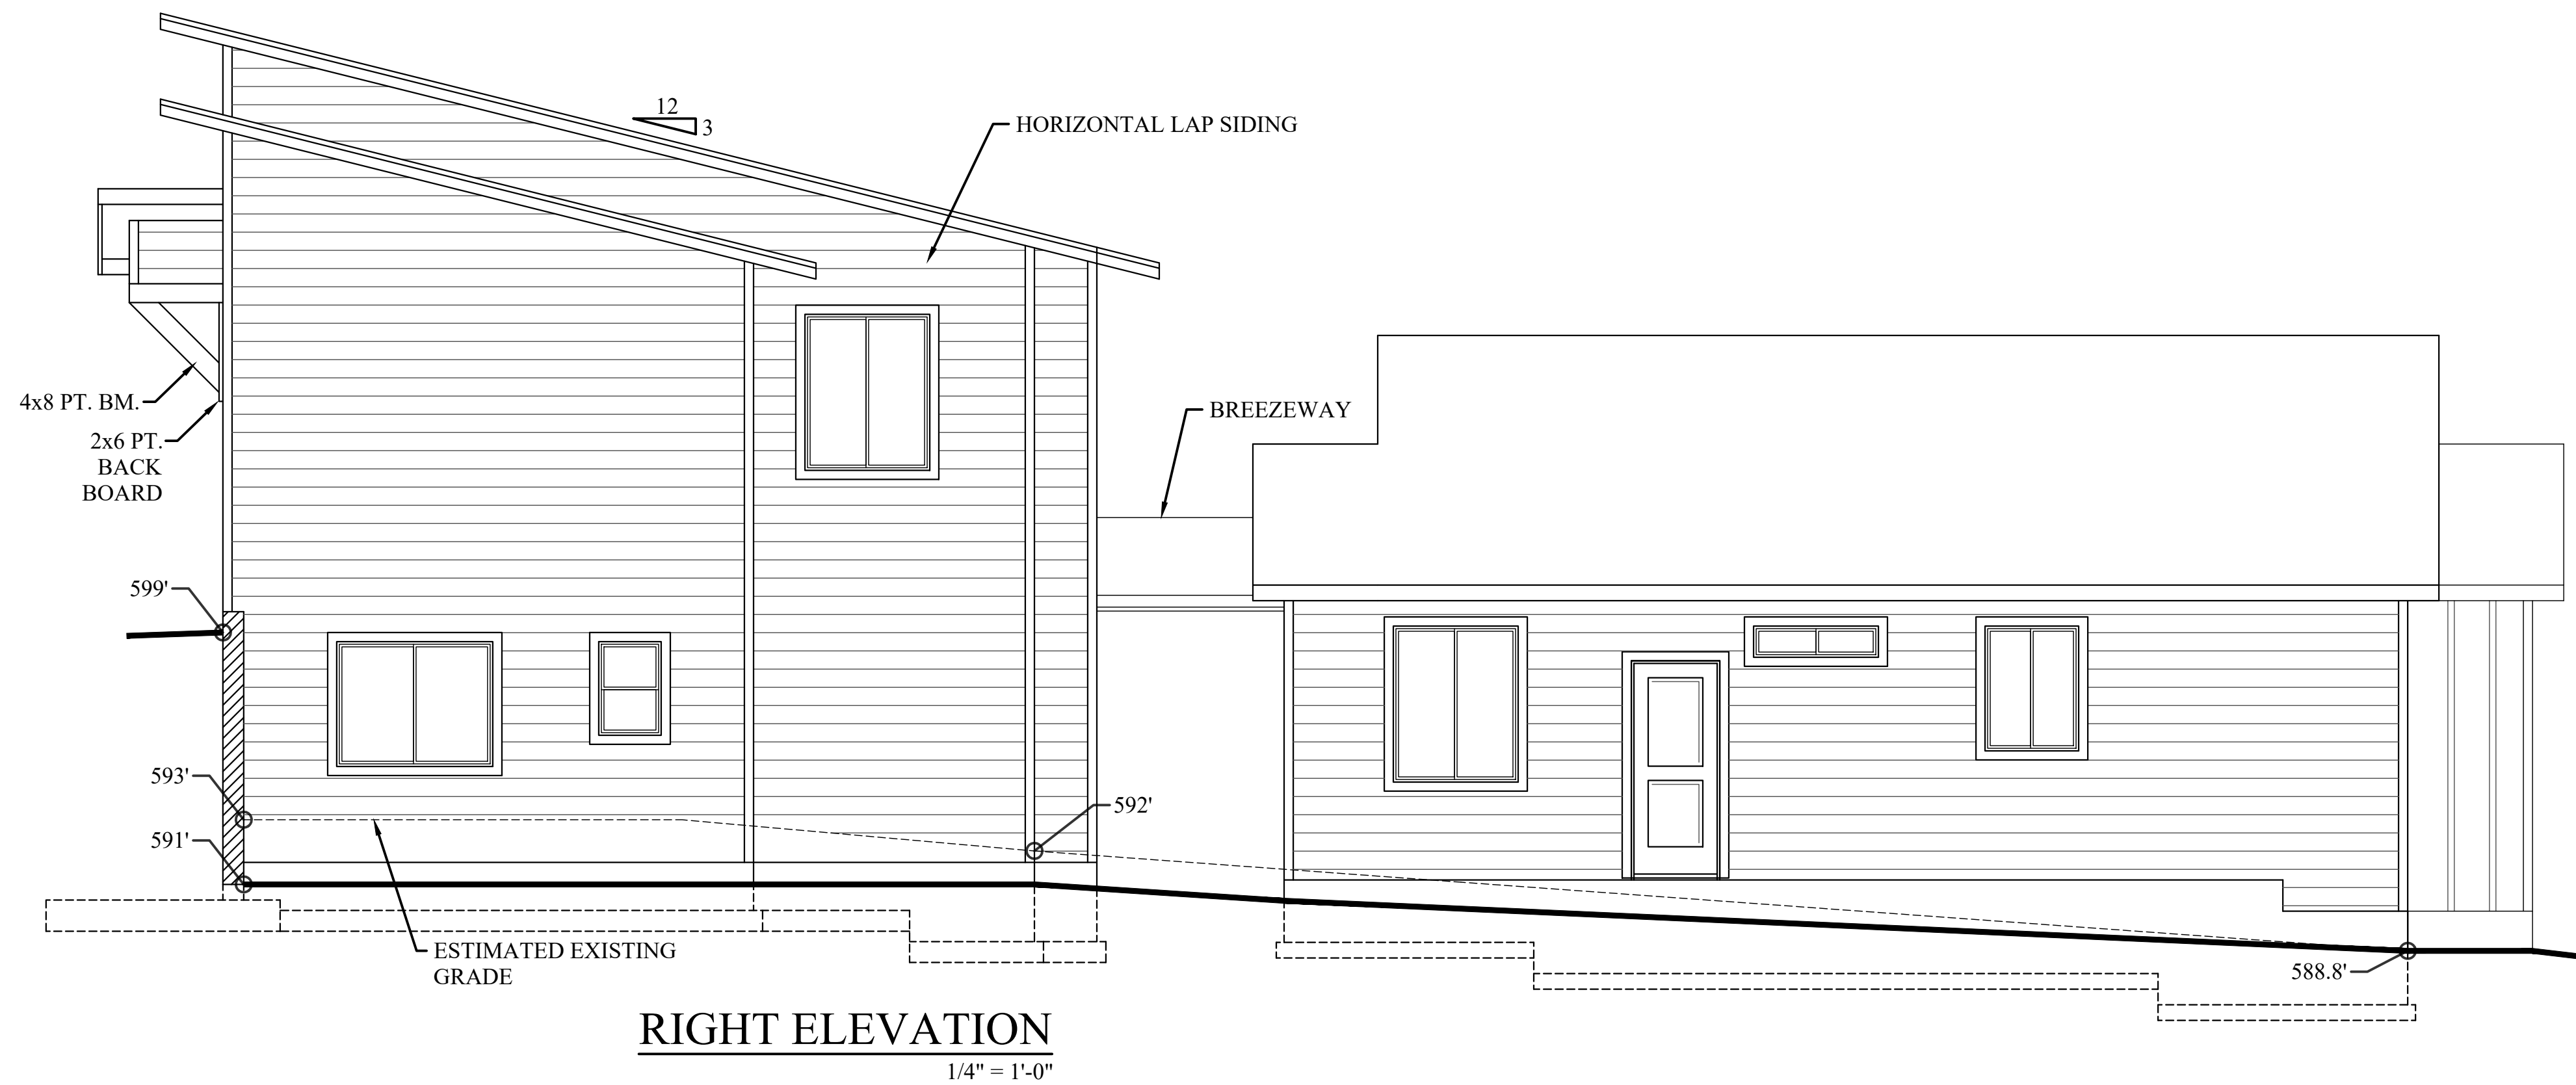 12
3
HORIZONTAL LAP SIDING
4x8 PT. BM.
2x6 PT.
BACK
BOARD
BREEZEWAY
599'
593'
591'
592'
ESTIMATED EXISTING
GRADE
588.8'
RIGHT ELEVATION
1/4" = 1'-0"